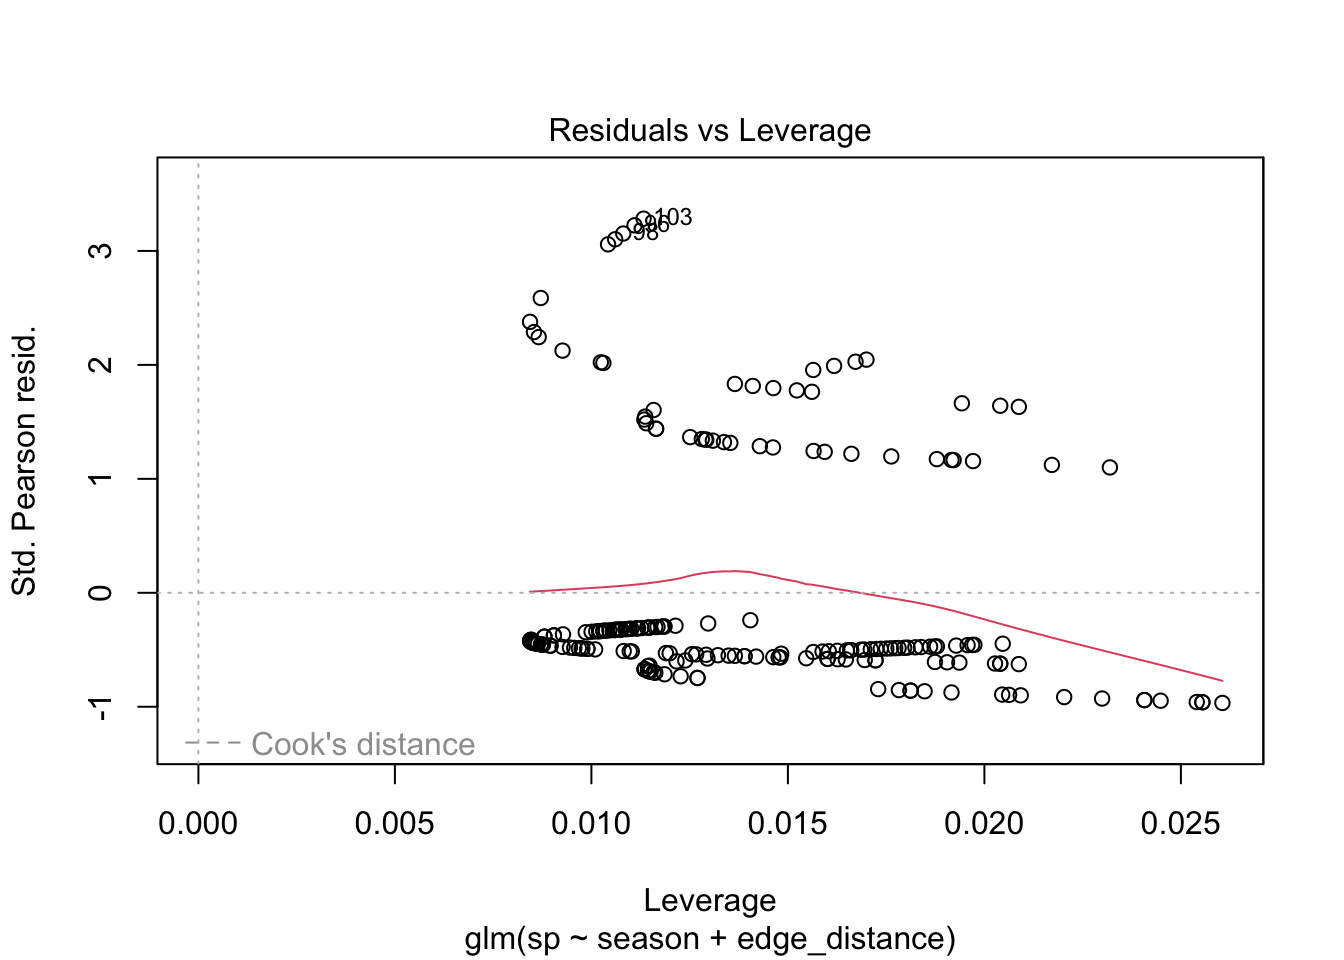 Residuals vs Leverage
103
Std. Pearson resid.
3
2
1
0
-1
Cook's distance
0.000 0.005 0.010 0.015 0.020 0.025
Leverage
glm(sp ~ season + edge_distance)